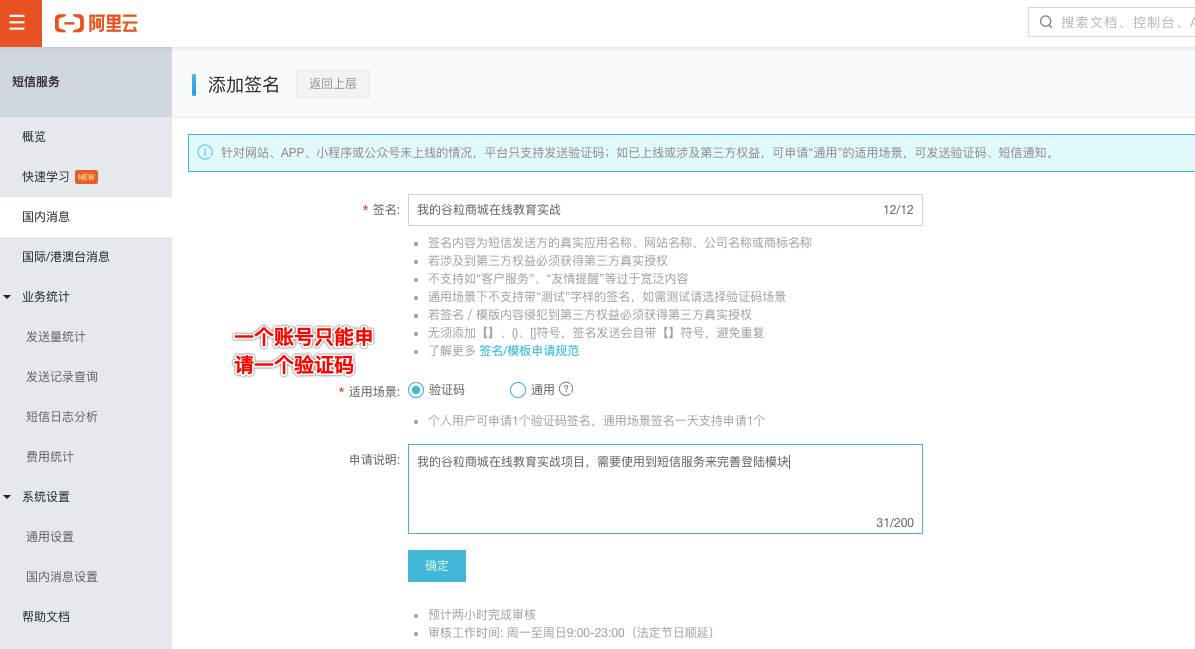 阿里云
搜索文档、控制台、A
短信服务
概览
快速学习 NEW
国内消息
国际/港澳台消息
业务统计
发送量统计
发送记录查询
短信日志分析
费用统计
系统设置
通用设置
国内消息设置
帮助文档
添加签名 返回上层
针对网站、APP、小程序或公众号未上线的情况，平台只支持发送验证码；如已上线或涉及第三方权益，可申请“通用”的适用场景，可发送验证码、短信通知。
* 签名: 我的谷粒商城在线教育实战 12/12
签名内容为短信发送方的真实应用名称、网站名称、公司名称或商标名称
若涉及到第三方权益必须获得第三方真实授权
不支持如“客户服务”、“友情提醒”等过于宽泛内容
通用场景下不支持带“测试”字样的签名，如需测试请选择验证码场景
若签名 / 模版内容侵犯到第三方权益必须获得第三方真实授权
无须添加【】、()、[]符号，签名发送会自带【】符号，避免重复
了解更多 签名/模板申请规范
一个账号只能申
请一个验证码
* 适用场景: 验证码 通用 ?
个人用户可申请1个验证码签名，通用场景签名一天支持申请1个
申请说明: 我的谷粒商城在线教育实战项目，需要使用到短信服务来完善登陆模块
31/200
确定
预计两小时完成审核
审核工作时间: 周一至周日9:00-23:00（法定节日顺延）